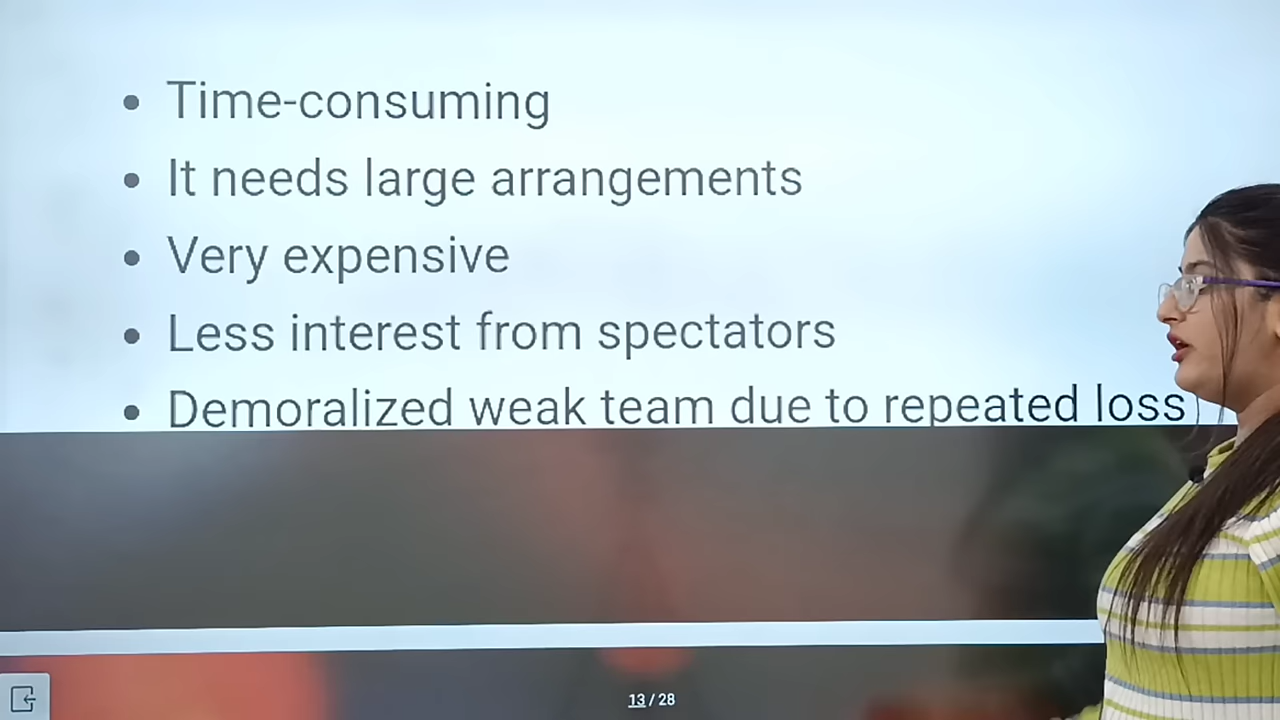 Time-consuming
It needs large arrangements
Very expensive
Less interest from spectators
Demoralized weak team due to repeated loss
13 / 28